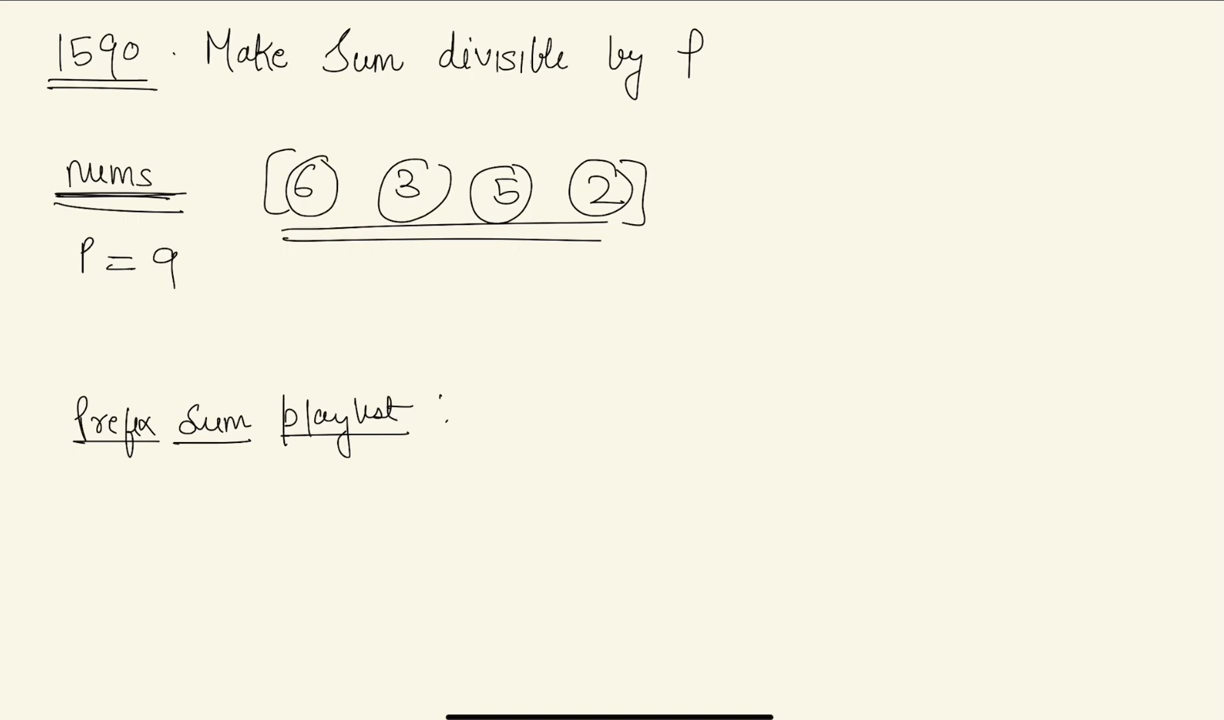 1590. Make Sum divisible by P
nums [6 3 5 2]
P = 9
Prefix Sum playlist :